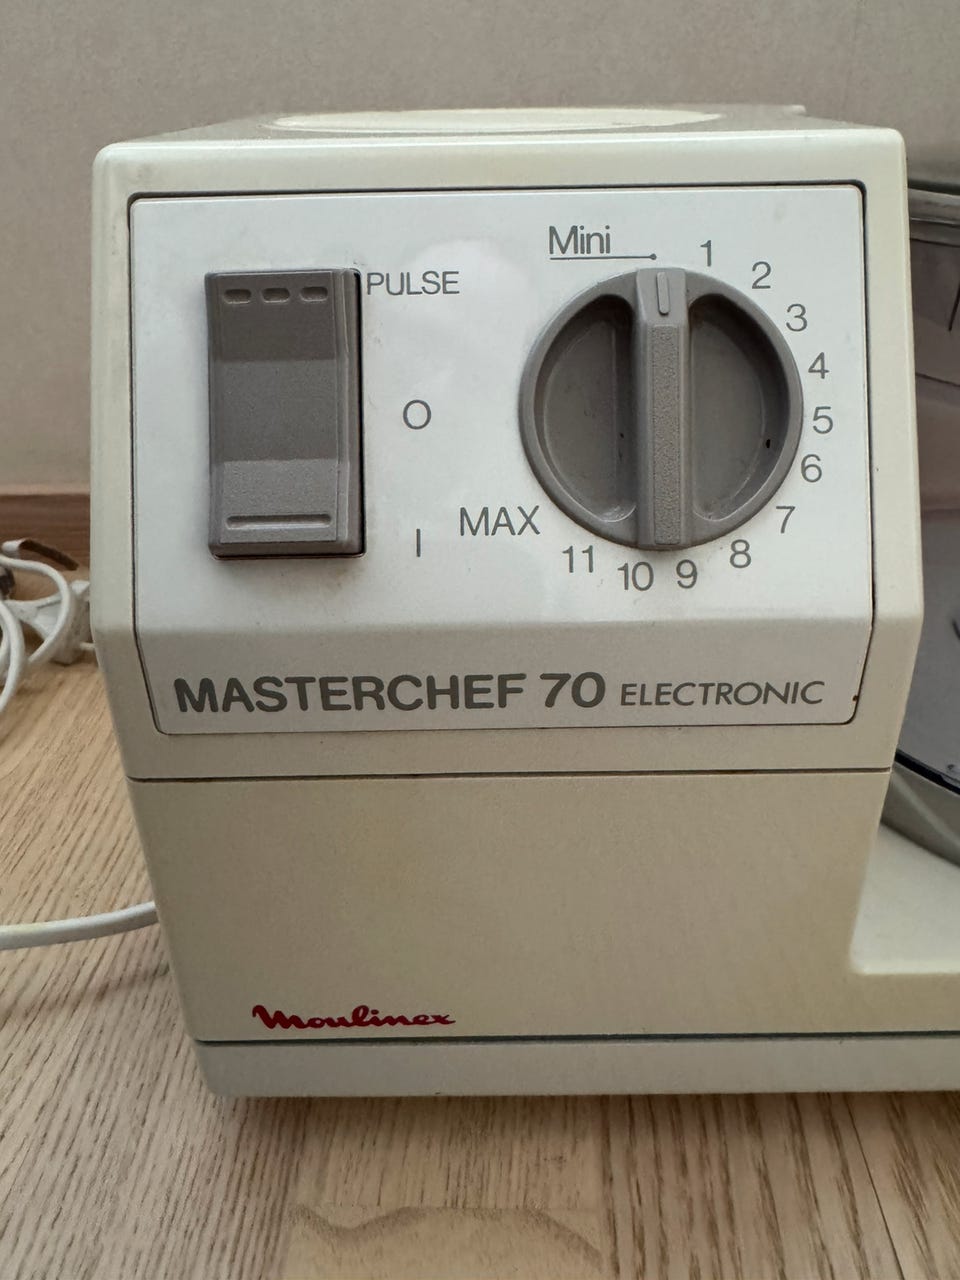 Mini
PULSE
1
2
3
4
O
5
6
MAX
7
I
11
10
9
8
MASTERCHEF 70 ELECTRONIC
Moulinex